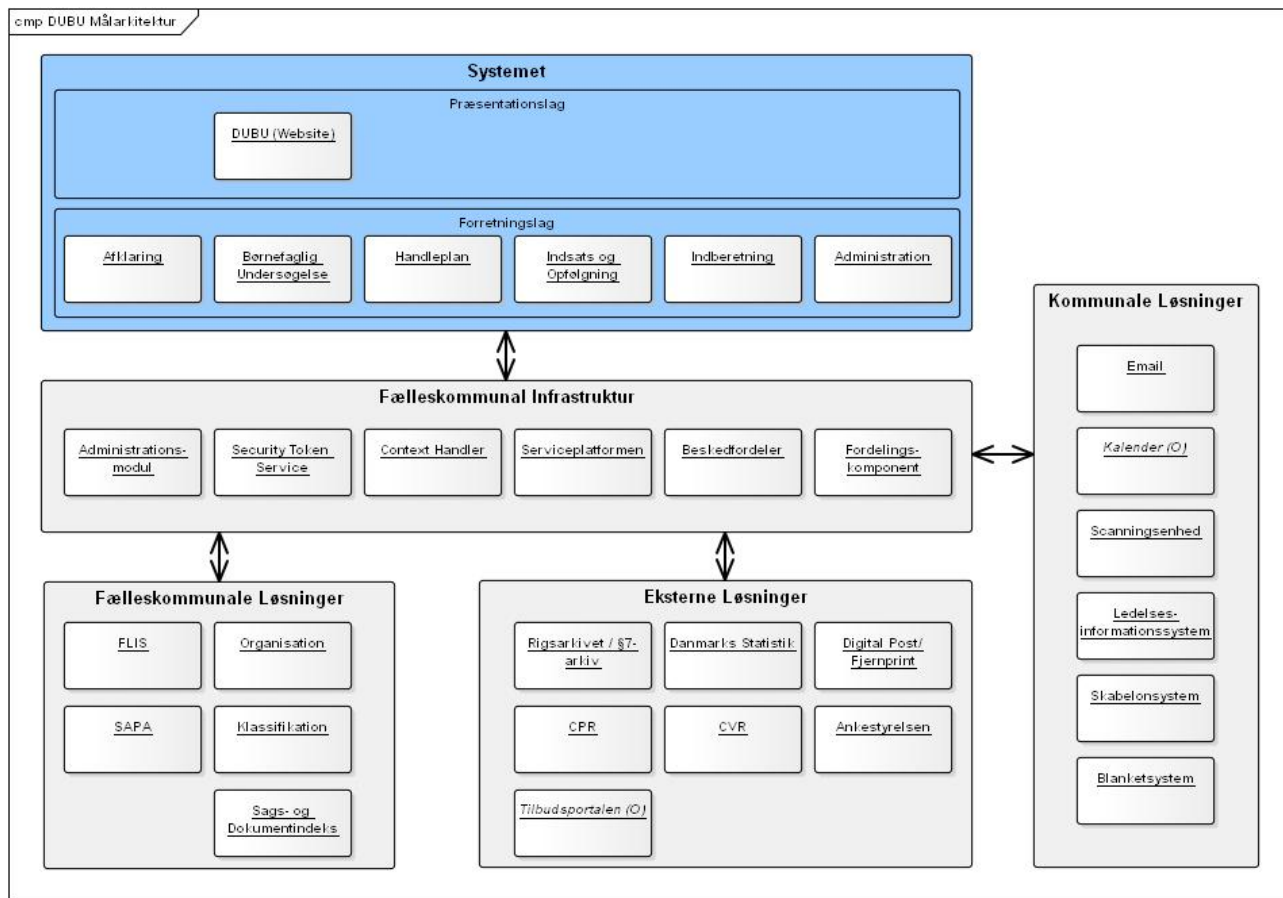 cmp DUBU Målarkitektur
Systemet
Præsentationslag
DUBU (Website)
Forretningslag
Afklaring
Børnefaglig
Undersøgelse
Handleplan
Indsats og
Opfølgning
Indberetning
Administration
Fælleskommunal Infrastruktur
Administrations-
modul
Security Token
Service
Context Handler
Serviceplatformen
Beskedfordeler
Fordelings-
komponent
Fælleskommunale Løsninger
FLIS
Organisation
SAPA
Klassifikation
Sags- og
Dokumentindeks
Eksterne Løsninger
Rigsarkivet / §7-
arkiv
Danmarks Statistik
Digital Post/
Fjernprint
CPR
CVR
Ankestyrelsen
Tilbudsportalen (O)
Kommunale Løsninger
Email
Kalender (O)
Scanningsenhed
Ledelses-
informationssystem
Skabelonsystem
Blanketsystem